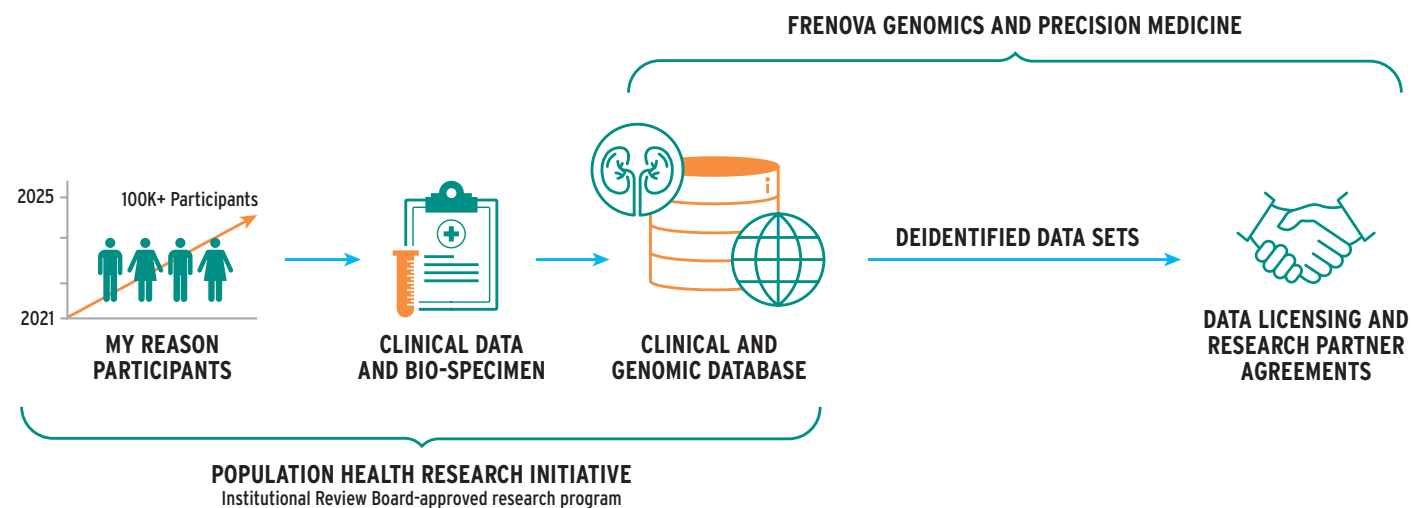 FRENOVA GENOMICS AND PRECISION MEDICINE
2025
100K+ Participants
2021
MY REASON
PARTICIPANTS
CLINICAL DATA
AND BIO-SPECIMEN
i
CLINICAL AND
GENOMIC DATABASE
DEIDENTIFIED DATA SETS
DATA LICENSING AND
RESEARCH PARTNER
AGREEMENTS
POPULATION HEALTH RESEARCH INITIATIVE
Institutional Review Board-approved research program